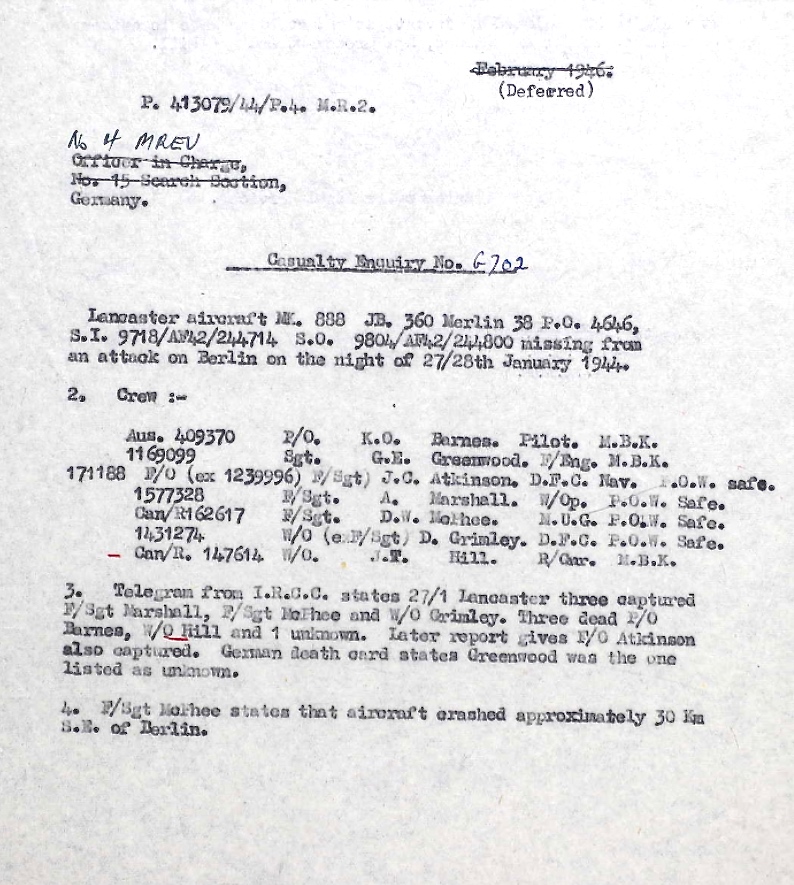 February 1946.
(Deferred)
P. 413079/44/P.4. M.R.2.
No 4 MREU
Officer in Charge,
No. 15 Search Section,
Germany.
Casualty Enquiry No. G702
Lancaster aircraft MK. 888 JB. 360 Merlin 38 P.O. 4646,
S.I. 9718/AF42/244714 S.O. 9804/AF42/244800 missing from
an attack on Berlin on the night of 27/28th January 1944.
2. Crew :-
Aus. 409370 P/O. K.O. Barnes. Pilot. M.B.K.
1169099 Sgt. G.E. Greenwood. F/Eng. M.B.K.
171188 F/O (ex 1239996) F/Sgt) J.C. Atkinson. D.F.C. Nav. P.O.W. safe.
1577328 F/Sgt. A. Marshall. W/Op. P.O.W. Safe.
Can/R162617 F/Sgt. D.W. McPhee. M.U.G. P.O.W. Safe.
1431274 W/O (ex F/Sgt) D. Grimley. D.F.C. P.O.W. Safe.
Can/R. 147614 W/O. J.T. Hill. R/Gur. M.B.K.
3. Telegram from I.R.C.C. states 27/1 Lancaster three captured
F/Sgt Marshall, F/Sgt McPhee and W/O Grimley. Three dead P/O
Barnes, W/O Hill and 1 unknown. Later report gives F/O Atkinson
also captured. German death card states Greenwood was the one
listed as unknown.
4. F/Sgt McPhee states that aircraft crashed approximately 30 Km
S.E. of Berlin.